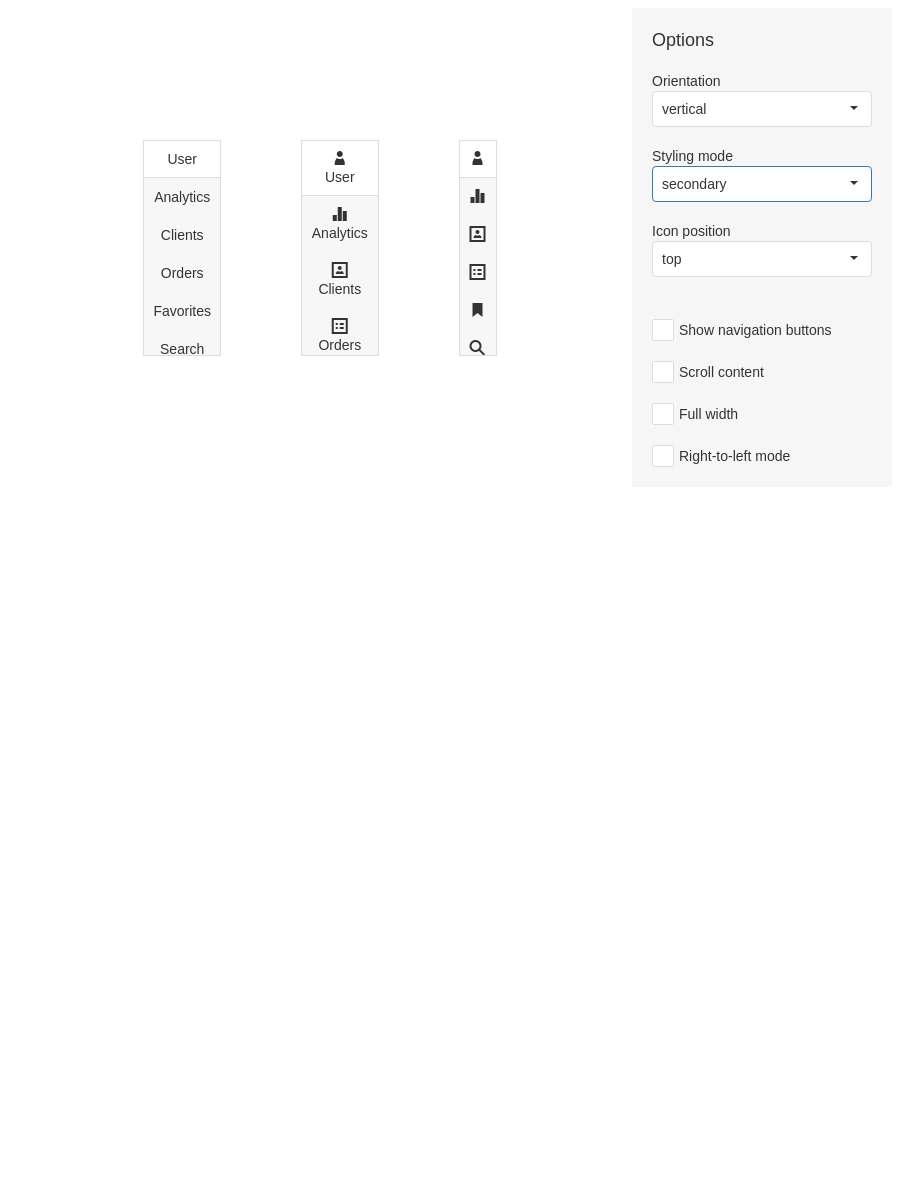 User
Analytics
Clients
Orders
Favorites
Search
User
Analytics
Clients
Orders
Options
Orientation
vertical
Styling mode
secondary
Icon position
top
Show navigation buttons
Scroll content
Full width
Right-to-left mode